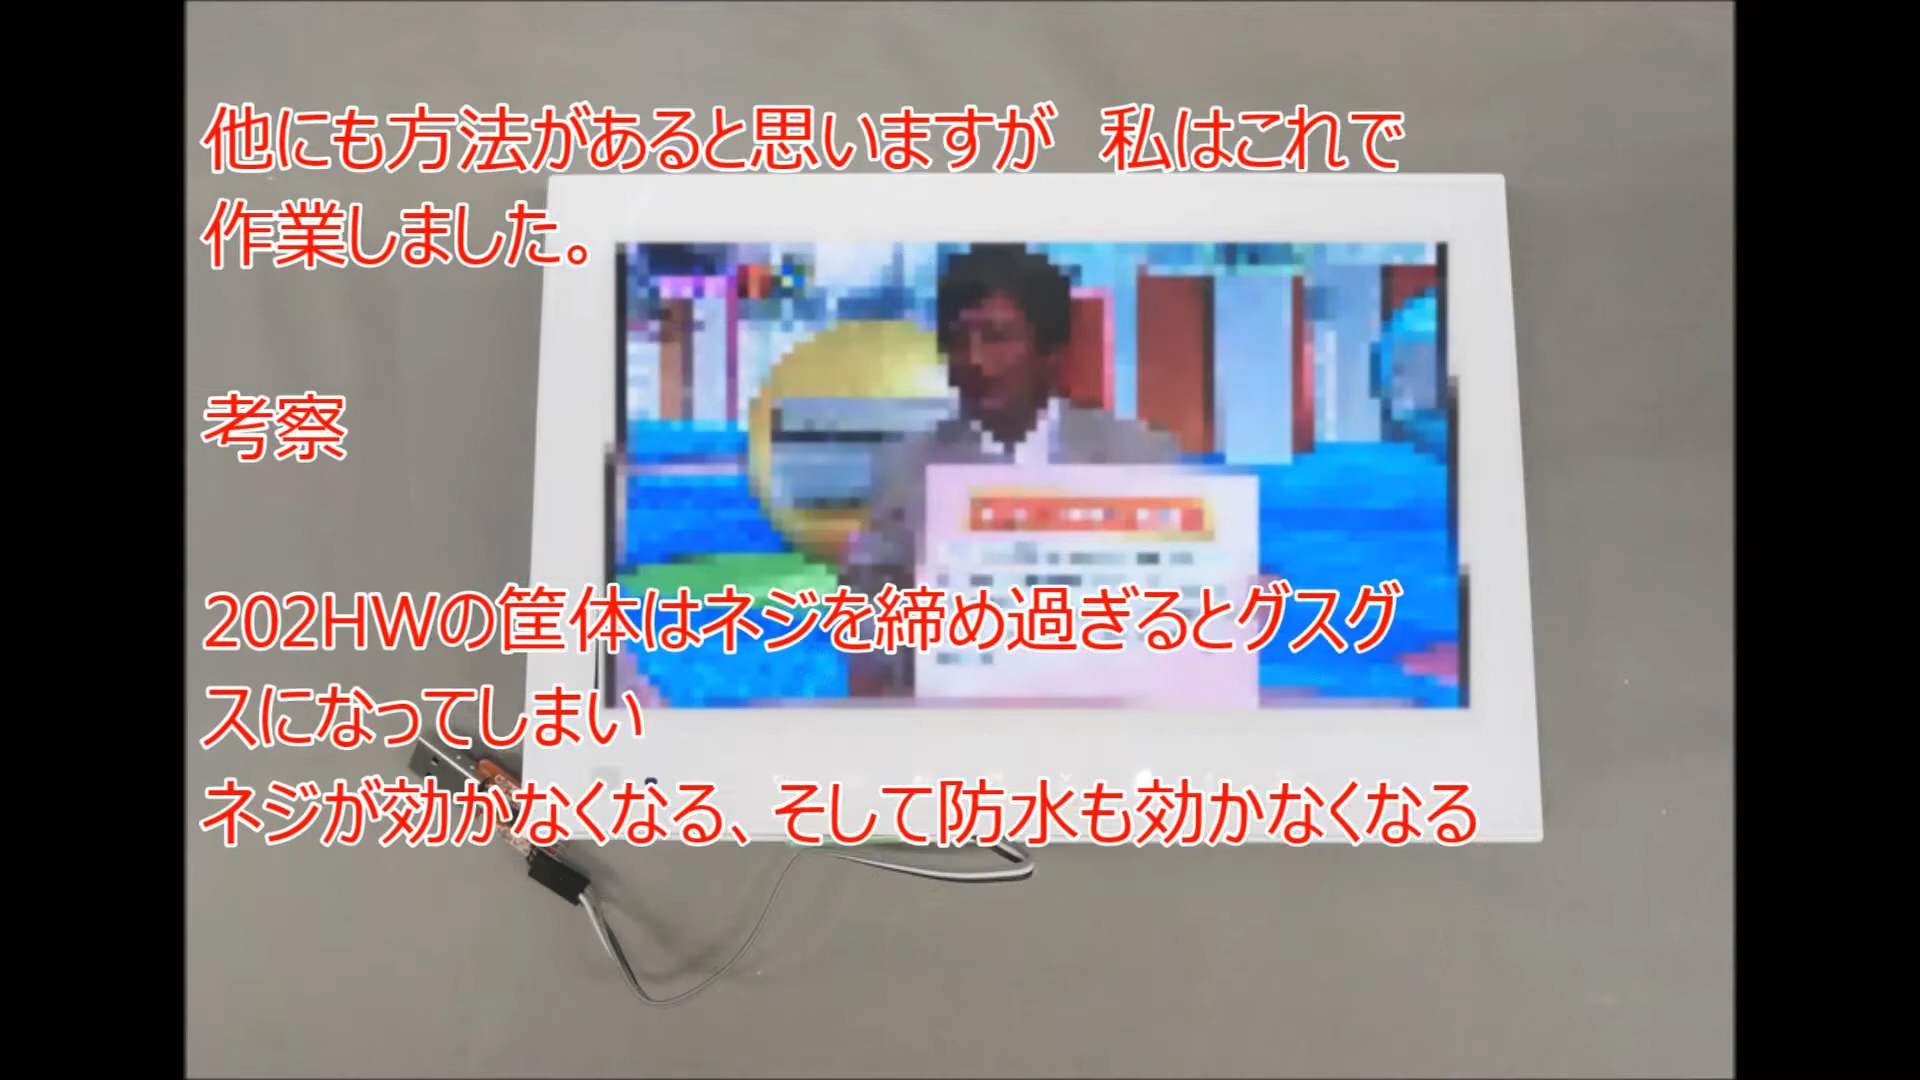 他にも方法があると思いますが　私はこれで
作業しました。
考察
202HWの筐体はネジを締め過ぎるとグスグ
スになってしまい
ネジが効かなくなる、そして防水も効かなくなる